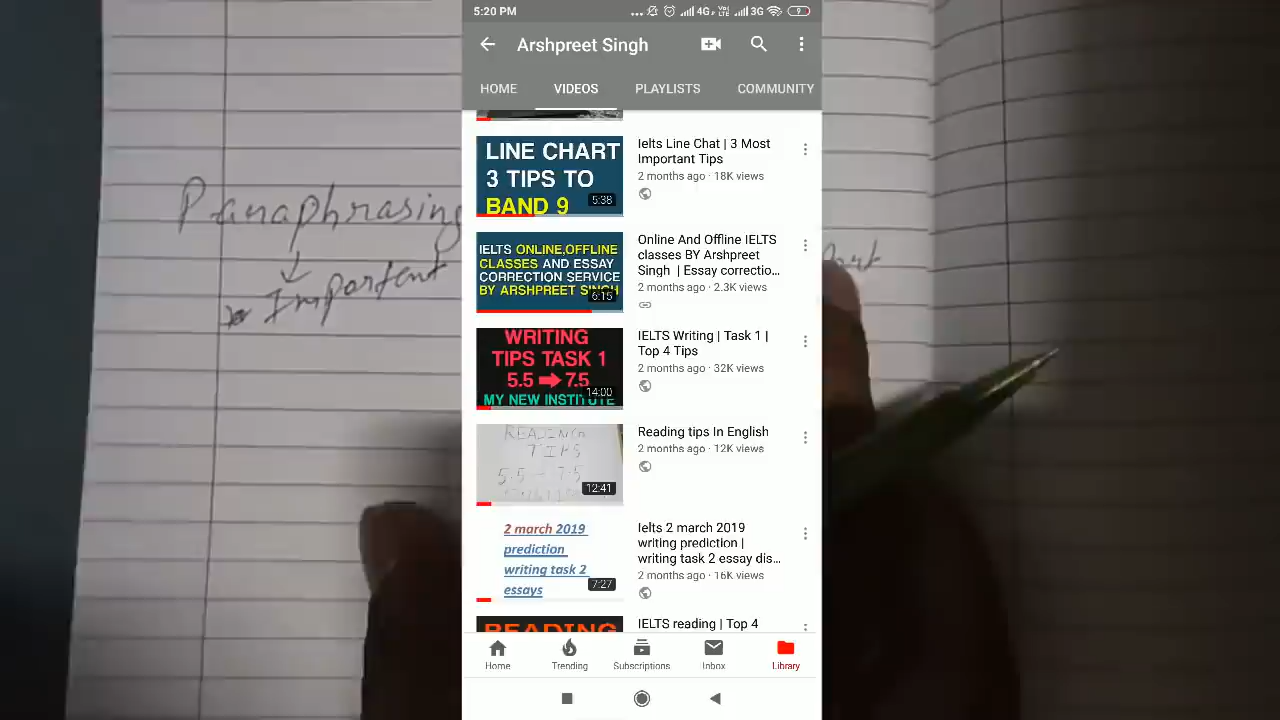 5:20 PM
4G
Vo LTE
3G
9
Arshpreet Singh
HOME
VIDEOS
PLAYLISTS
COMMUNITY
LINE CHART
3 TIPS TO
BAND 9
5:38
Ielts Line Chat | 3 Most
Important Tips
2 months ago · 18K views
IELTS ONLINE,OFFLINE
CLASSES AND ESSAY
CORRECTION SERVICE
BY ARSHPREET SINGH
6:15
Online And Offline IELTS
classes BY Arshpreet
Singh | Essay correctio...
2 months ago · 2.3K views
WRITING
TIPS TASK 1
5.5 ➡ 7.5
MY NEW INSTITUTE
14:00
IELTS Writing | Task 1 |
Top 4 Tips
2 months ago · 32K views
READING
TIPS
5.5 — 7.5
12:41
Reading tips In English
2 months ago · 12K views
2 march 2019
prediction
writing task 2
essays
7:27
Ielts 2 march 2019
writing prediction |
writing task 2 essay dis...
2 months ago · 16K views
READING
IELTS reading | Top 4
Home
Trending
Subscriptions
Inbox
Library
Paraphrasing
Important